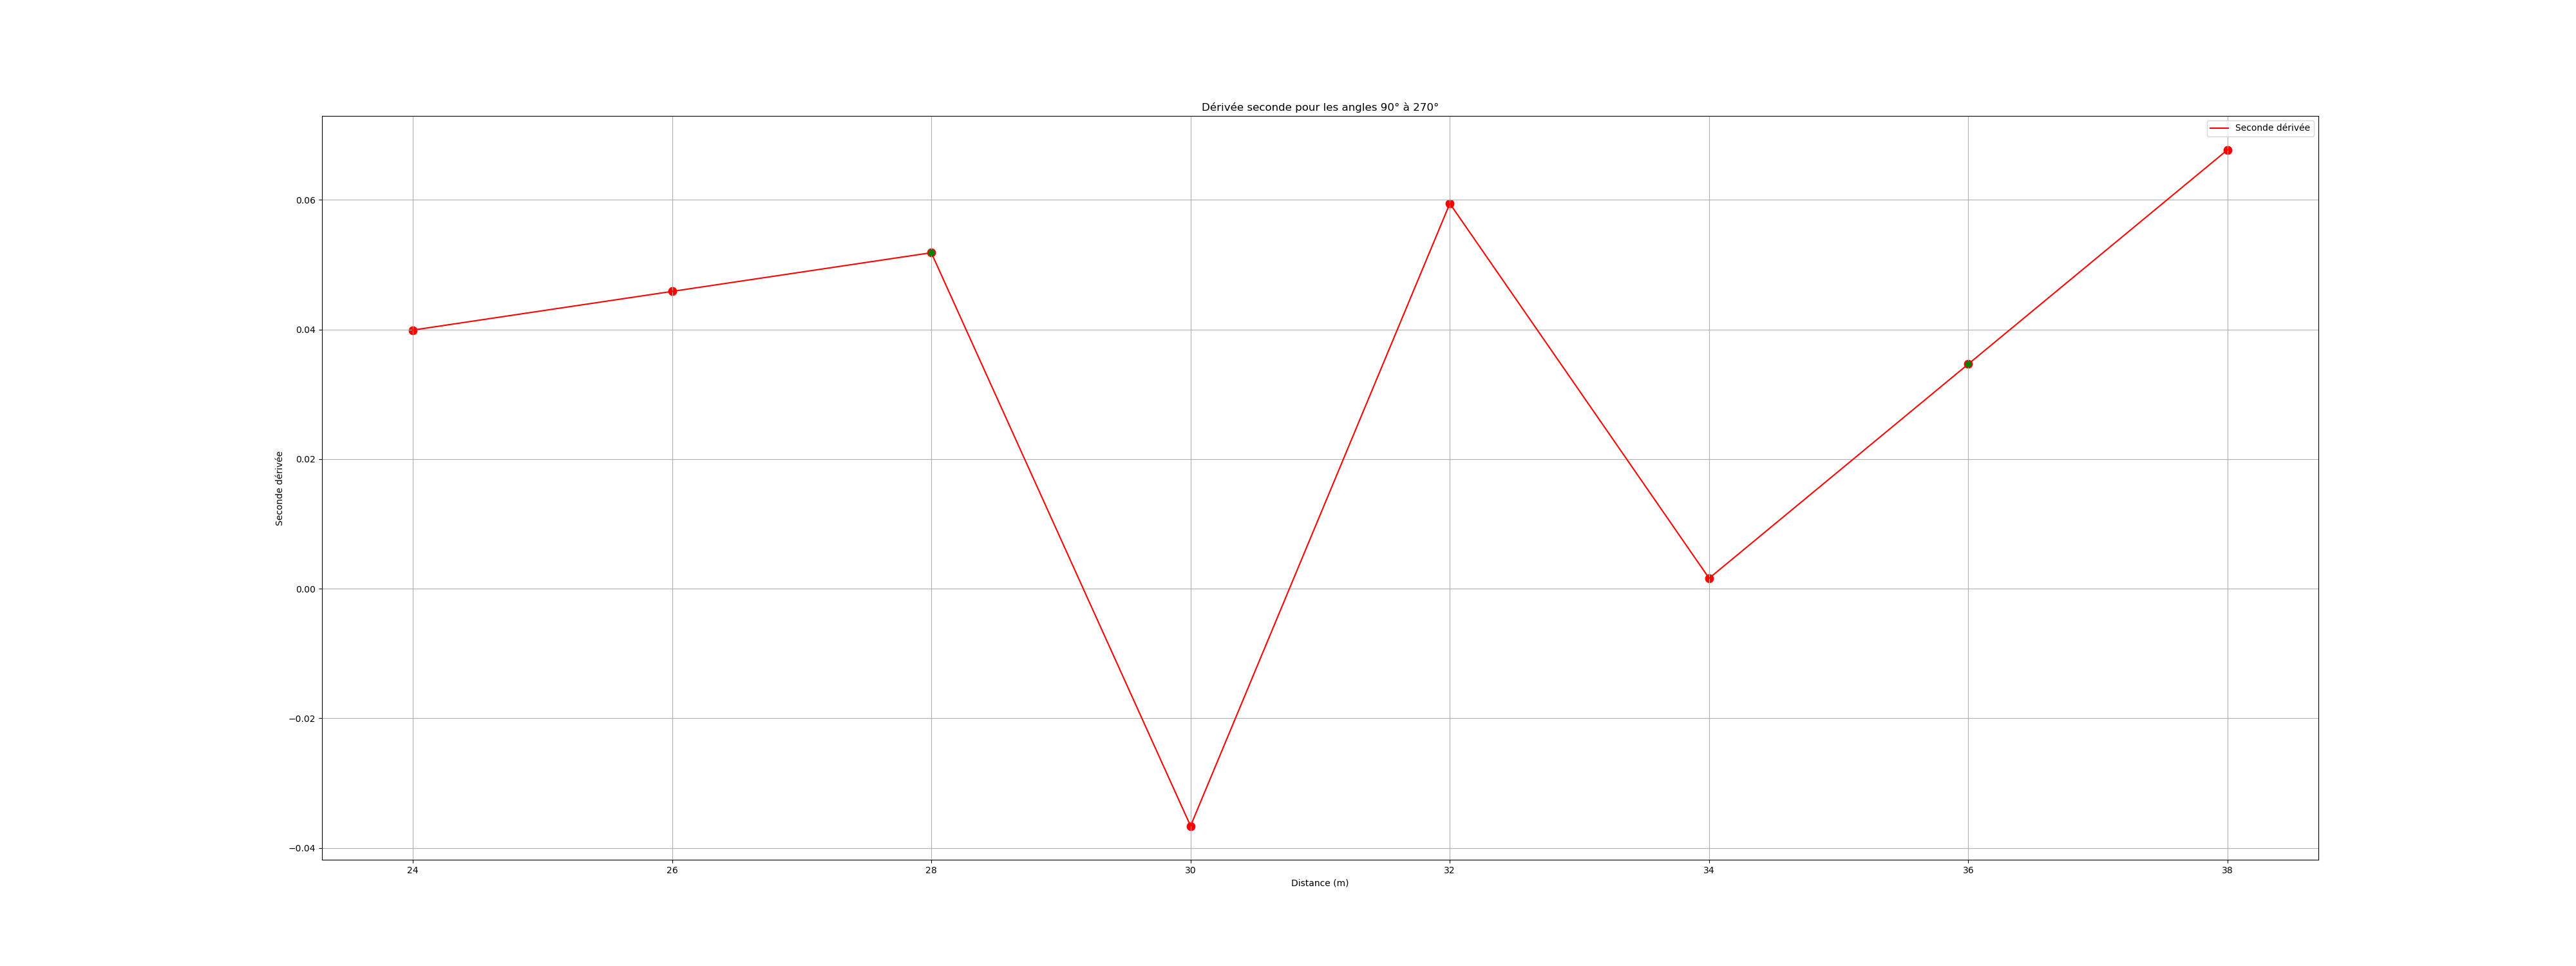 Dérivée seconde pour les angles 90° à 270°
Seconde dérivée
0.06
0.04
0.02
0.00
−0.02
−0.04
Seconde dérivée
24 26 28 30 32 34 36 38
Distance (m)